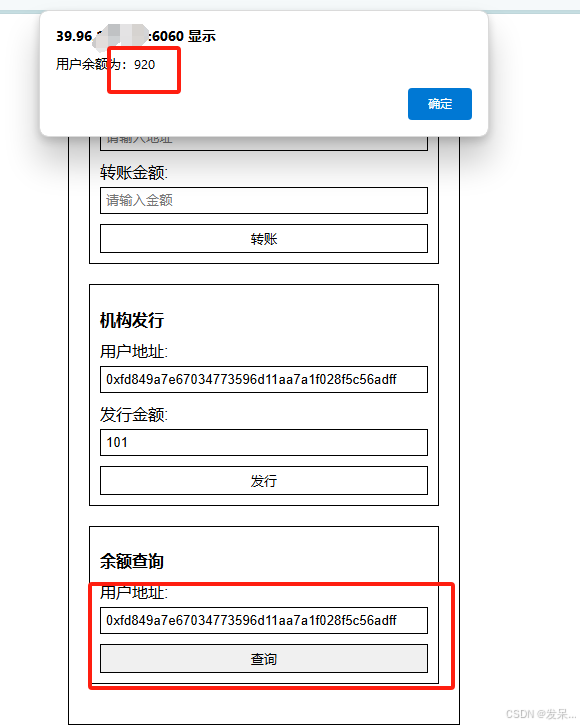 39.96. :6060 显示
用户余额为：920
确定
请输入地址
转账金额:
请输入金额
转账
机构发行
用户地址:
0xfd849a7e67034773596d11aa7a1f028f5c56adff
发行金额:
101
发行
余额查询
用户地址:
0xfd849a7e67034773596d11aa7a1f028f5c56adff
查询
CSDN @发呆...